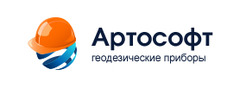 Артософт
геодезические приборы